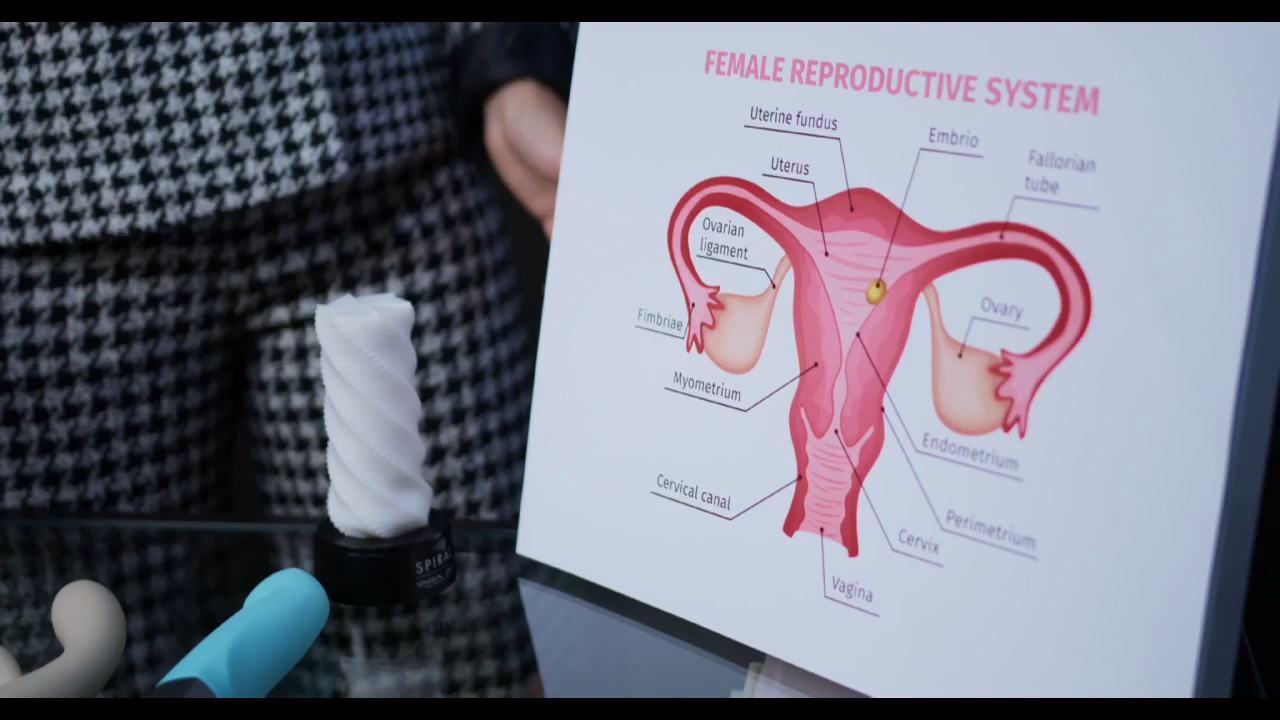 FEMALE REPRODUCTIVE SYSTEM
Uterine fundus
Embrio
Uterus
Fallorian
tube
Ovarian
ligament
Ovary
Fimbriae
Myometrium
Endometrium
Cervical canal
Perimetrium
Cervix
Vagina